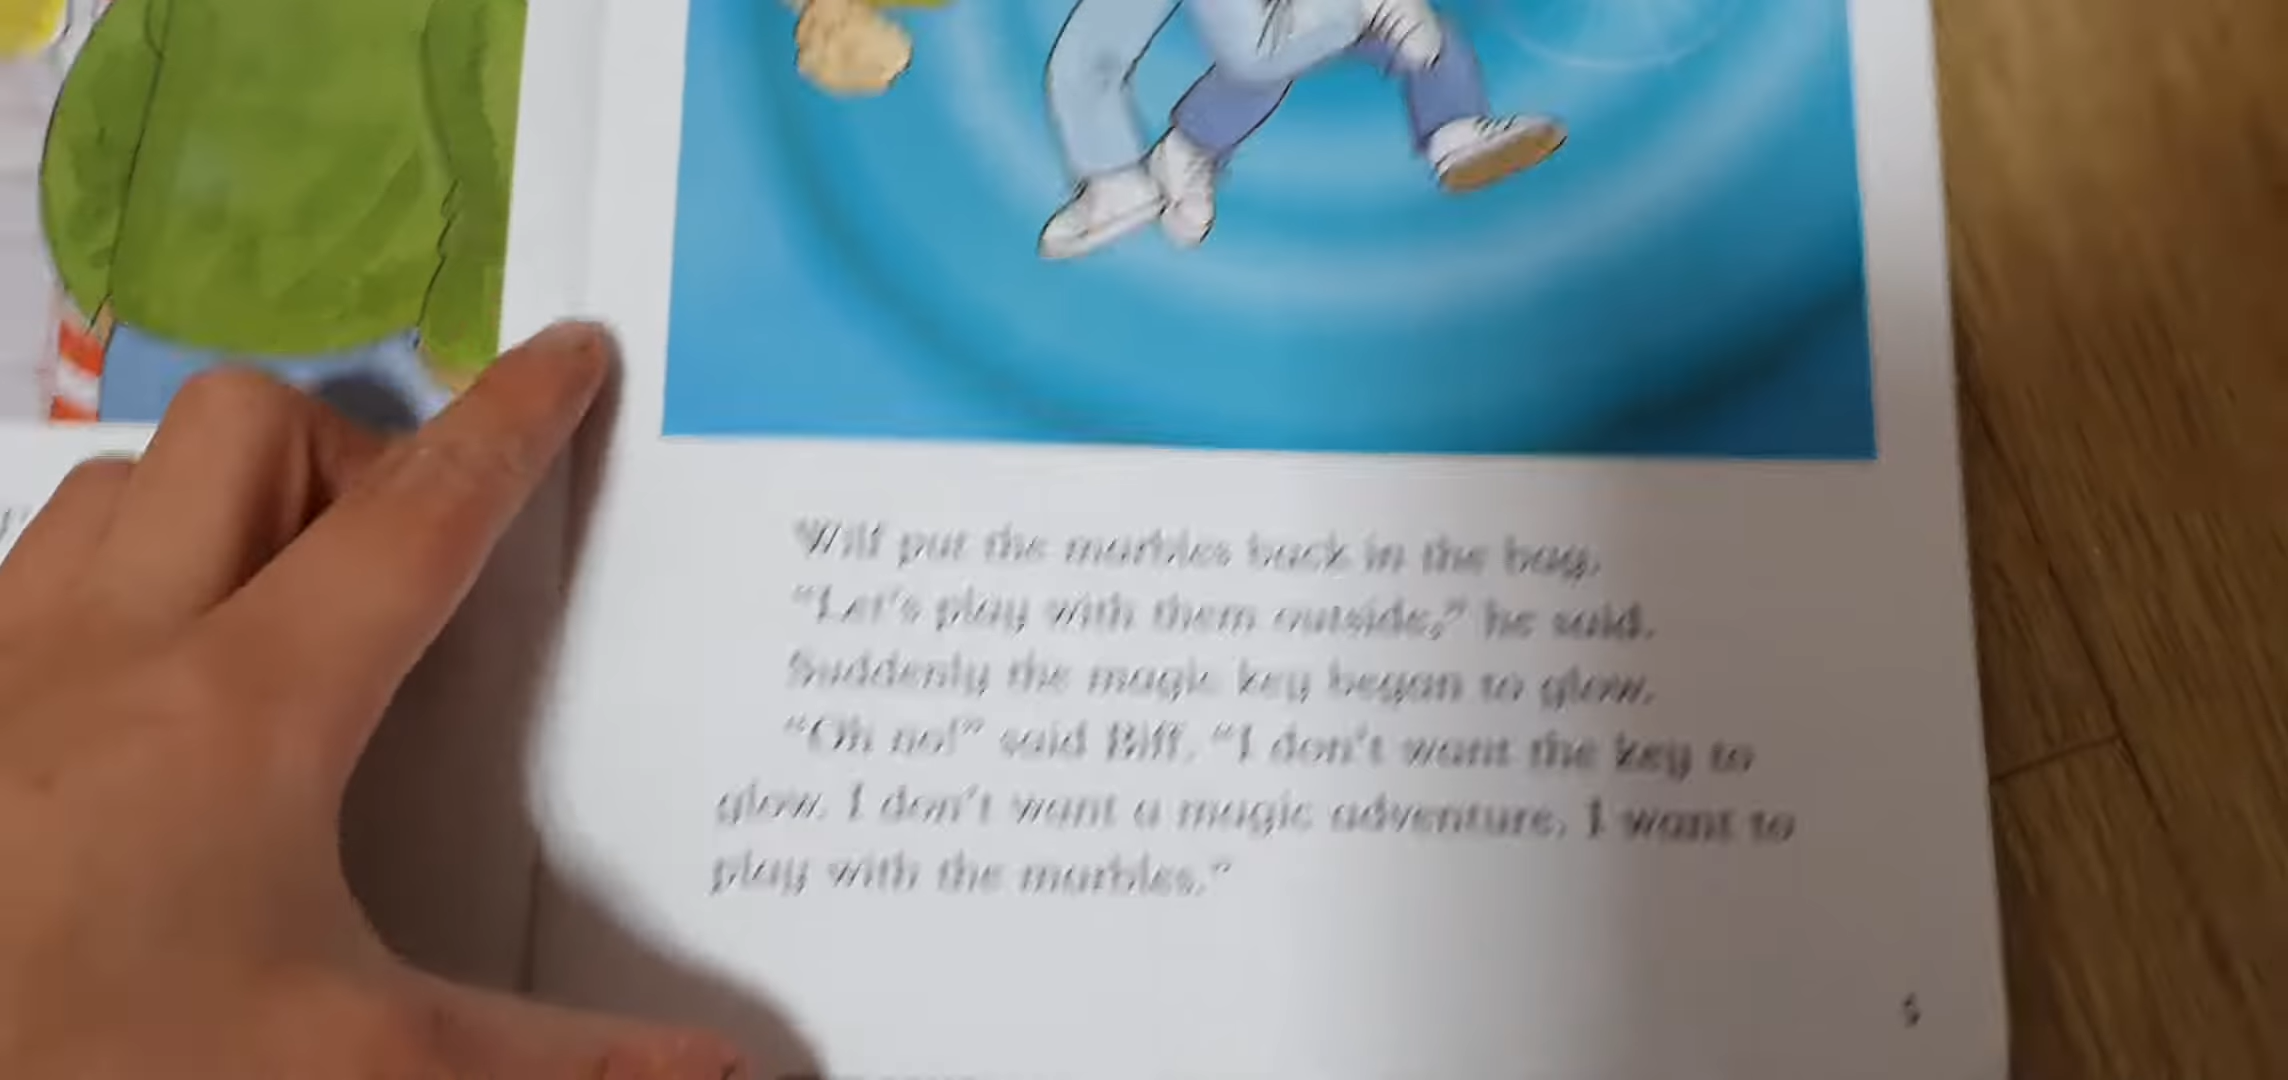 Wilf put the marbles back in the bag.
"Let's play with them outside," he said.
Suddenly the magic key began to glow.
"Oh no!" said Biff. "I don't want the key to
glow. I don't want a magic adventure. I want to
play with the marbles."
5